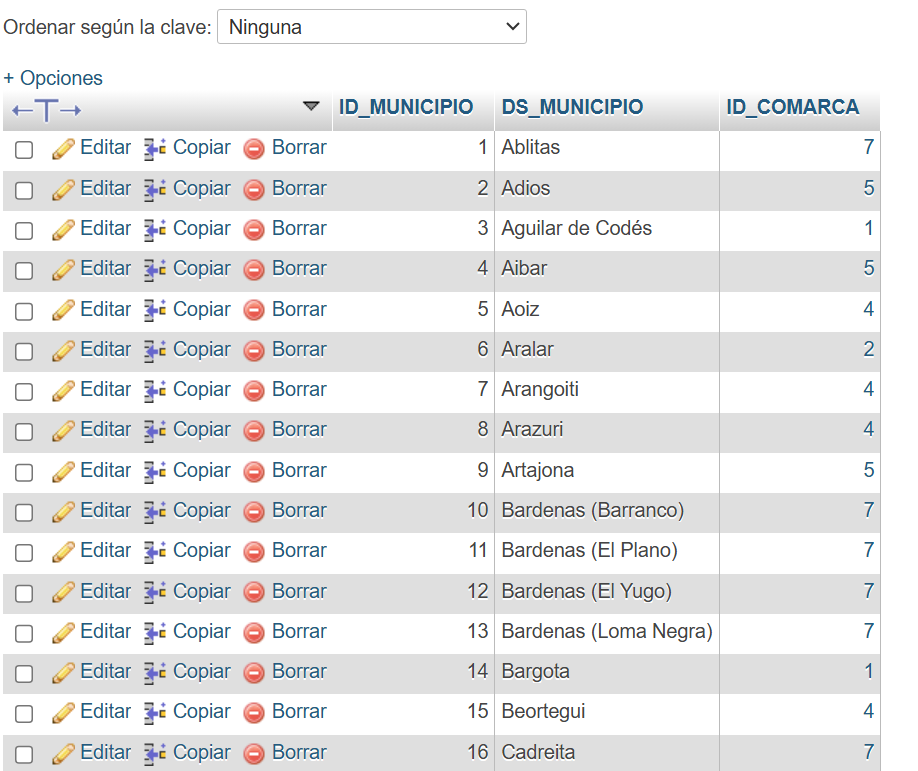 Ordenar según la clave: Ninguna
+ Opciones
ID_MUNICIPIO DS_MUNICIPIO ID_COMARCA
Editar Copiar Borrar 1 Ablitas 7
Editar Copiar Borrar 2 Adios 5
Editar Copiar Borrar 3 Aguilar de Codés 1
Editar Copiar Borrar 4 Aibar 5
Editar Copiar Borrar 5 Aoiz 4
Editar Copiar Borrar 6 Aralar 2
Editar Copiar Borrar 7 Arangoiti 4
Editar Copiar Borrar 8 Arazuri 4
Editar Copiar Borrar 9 Artajona 5
Editar Copiar Borrar 10 Bardenas (Barranco) 7
Editar Copiar Borrar 11 Bardenas (El Plano) 7
Editar Copiar Borrar 12 Bardenas (El Yugo) 7
Editar Copiar Borrar 13 Bardenas (Loma Negra) 7
Editar Copiar Borrar 14 Bargota 1
Editar Copiar Borrar 15 Beortegui 4
Editar Copiar Borrar 16 Cadreita 7